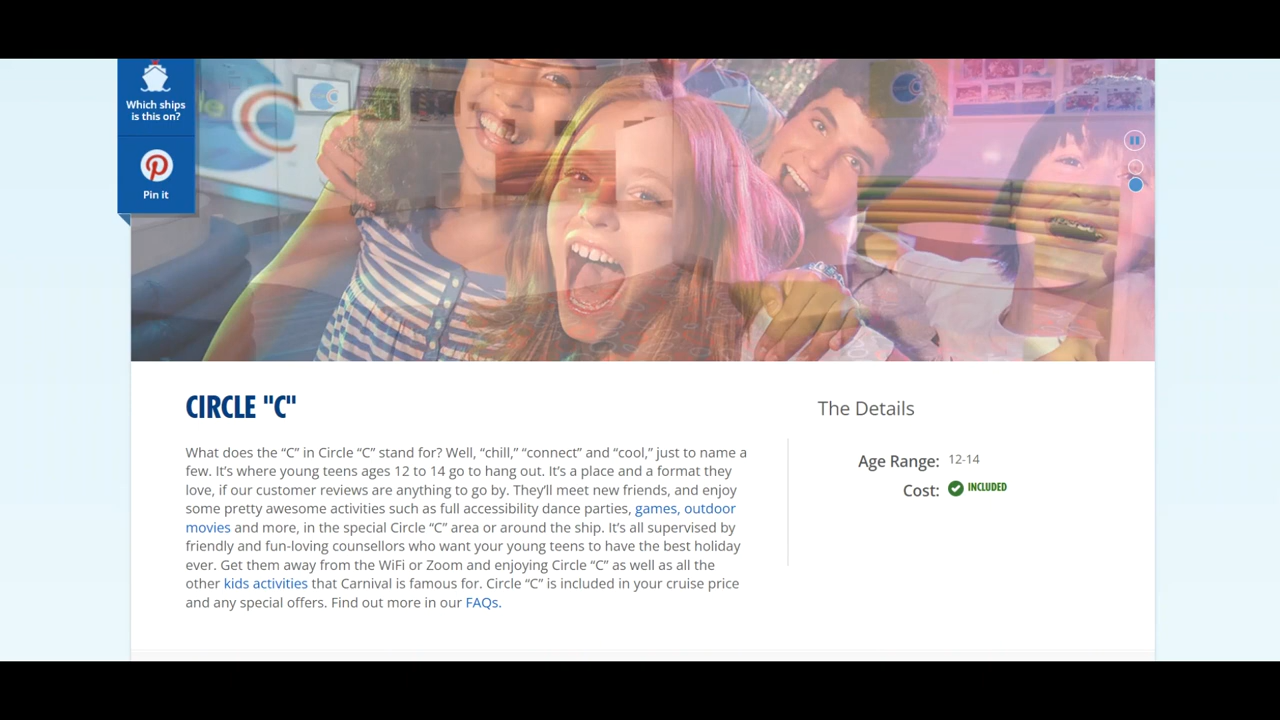 Which ships
is this on?
Pin it
CIRCLE "C"
What does the “C” in Circle “C” stand for? Well, “chill,” “connect” and “cool,” just to name a
few. It’s where young teens ages 12 to 14 go to hang out. It’s a place and a format they
love, if our customer reviews are anything to go by. They’ll meet new friends, and enjoy
some pretty awesome activities such as full accessibility dance parties, games, outdoor
movies and more, in the special Circle “C” area or around the ship. It’s all supervised by
friendly and fun-loving counsellors who want your young teens to have the best holiday
ever. Get them away from the WiFi or Zoom and enjoying Circle “C” as well as all the
other kids activities that Carnival is famous for. Circle “C” is included in your cruise price
and any special offers. Find out more in our FAQs.
The Details
Age Range: 12-14
Cost: INCLUDED